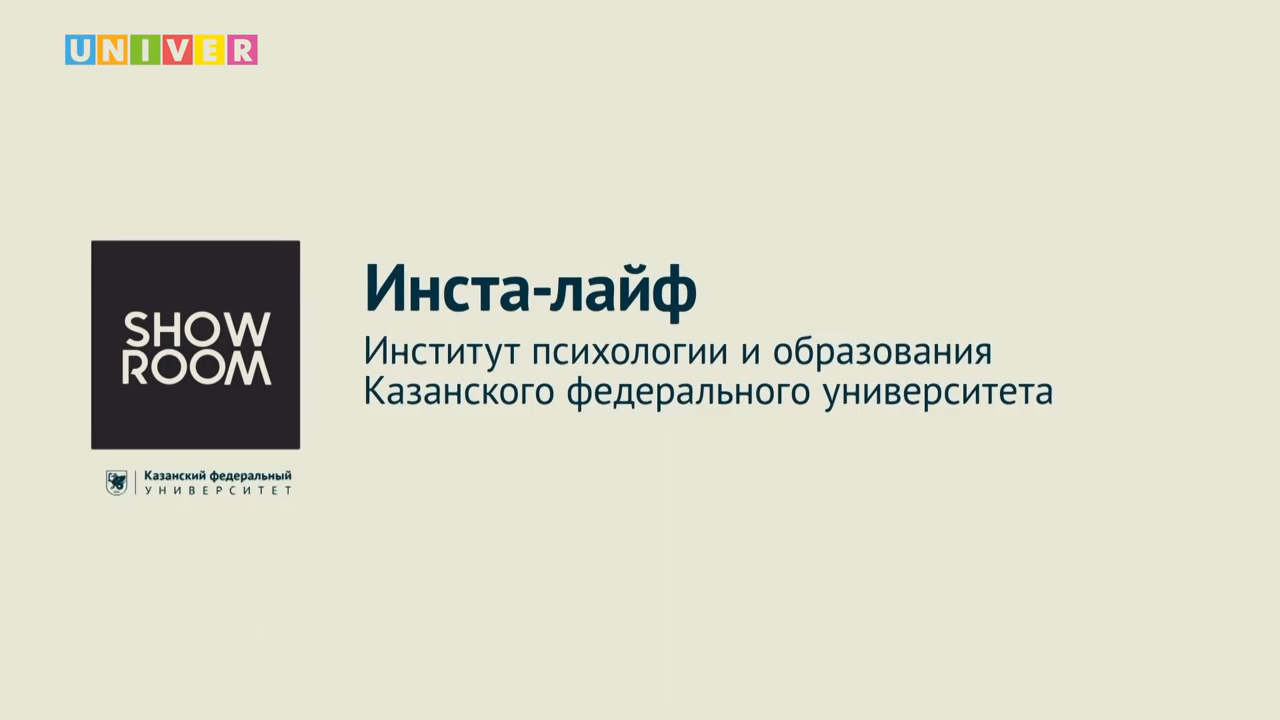 UNIVER
SHOW
ROOM
Казанский федеральный
УНИВЕРСИТЕТ
Инста-лайф
Институт психологии и образования
Казанского федерального университета